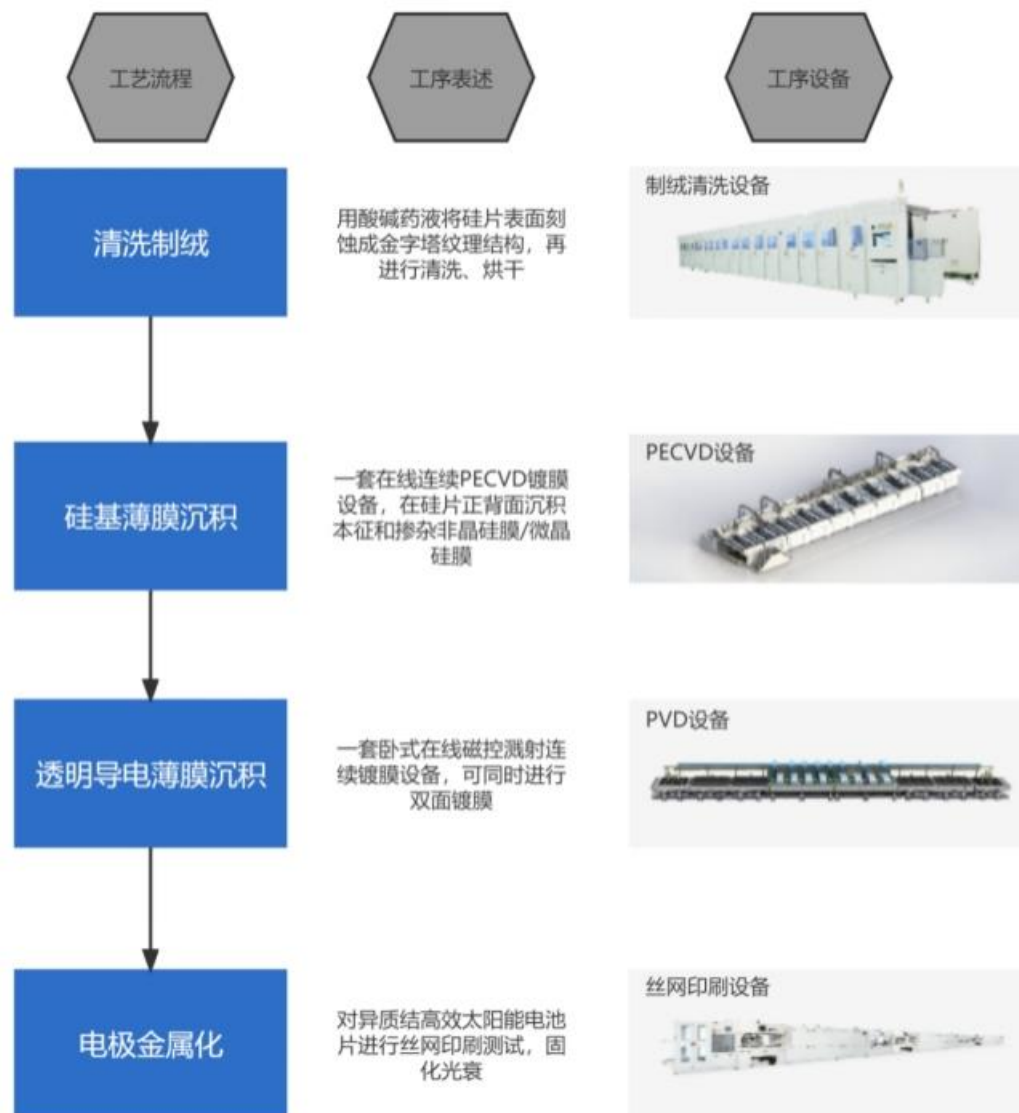 工艺流程
工序表述
工序设备
清洗制绒
用酸碱药液将硅片表面刻
蚀成金字塔纹理结构，再
进行清洗、烘干
制绒清洗设备
硅基薄膜沉积
一套在线连续PECVD镀膜
设备，在硅片正背面沉积
本征和掺杂非晶硅膜/微晶
硅膜
PECVD设备
透明导电薄膜沉积
一套卧式在线磁控溅射连
续镀膜设备，可同时进行
双面镀膜
PVD设备
电极金属化
对异质结高效太阳能电池
片进行丝网印刷测试，固
化光衰
丝网印刷设备